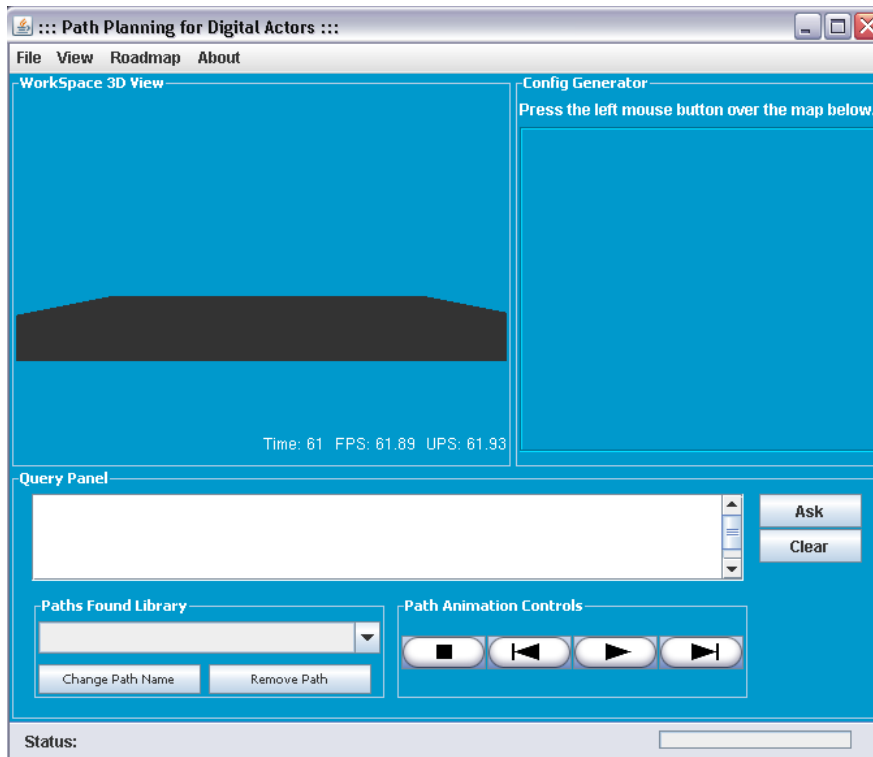 ::: Path Planning for Digital Actors :::
File View Roadmap About
WorkSpace 3D View
Config Generator
Press the left mouse button over the map below.
Time: 61 FPS: 61.89 UPS: 61.93
Query Panel
Ask
Clear
Paths Found Library
Path Animation Controls
Change Path Name
Remove Path
Status: